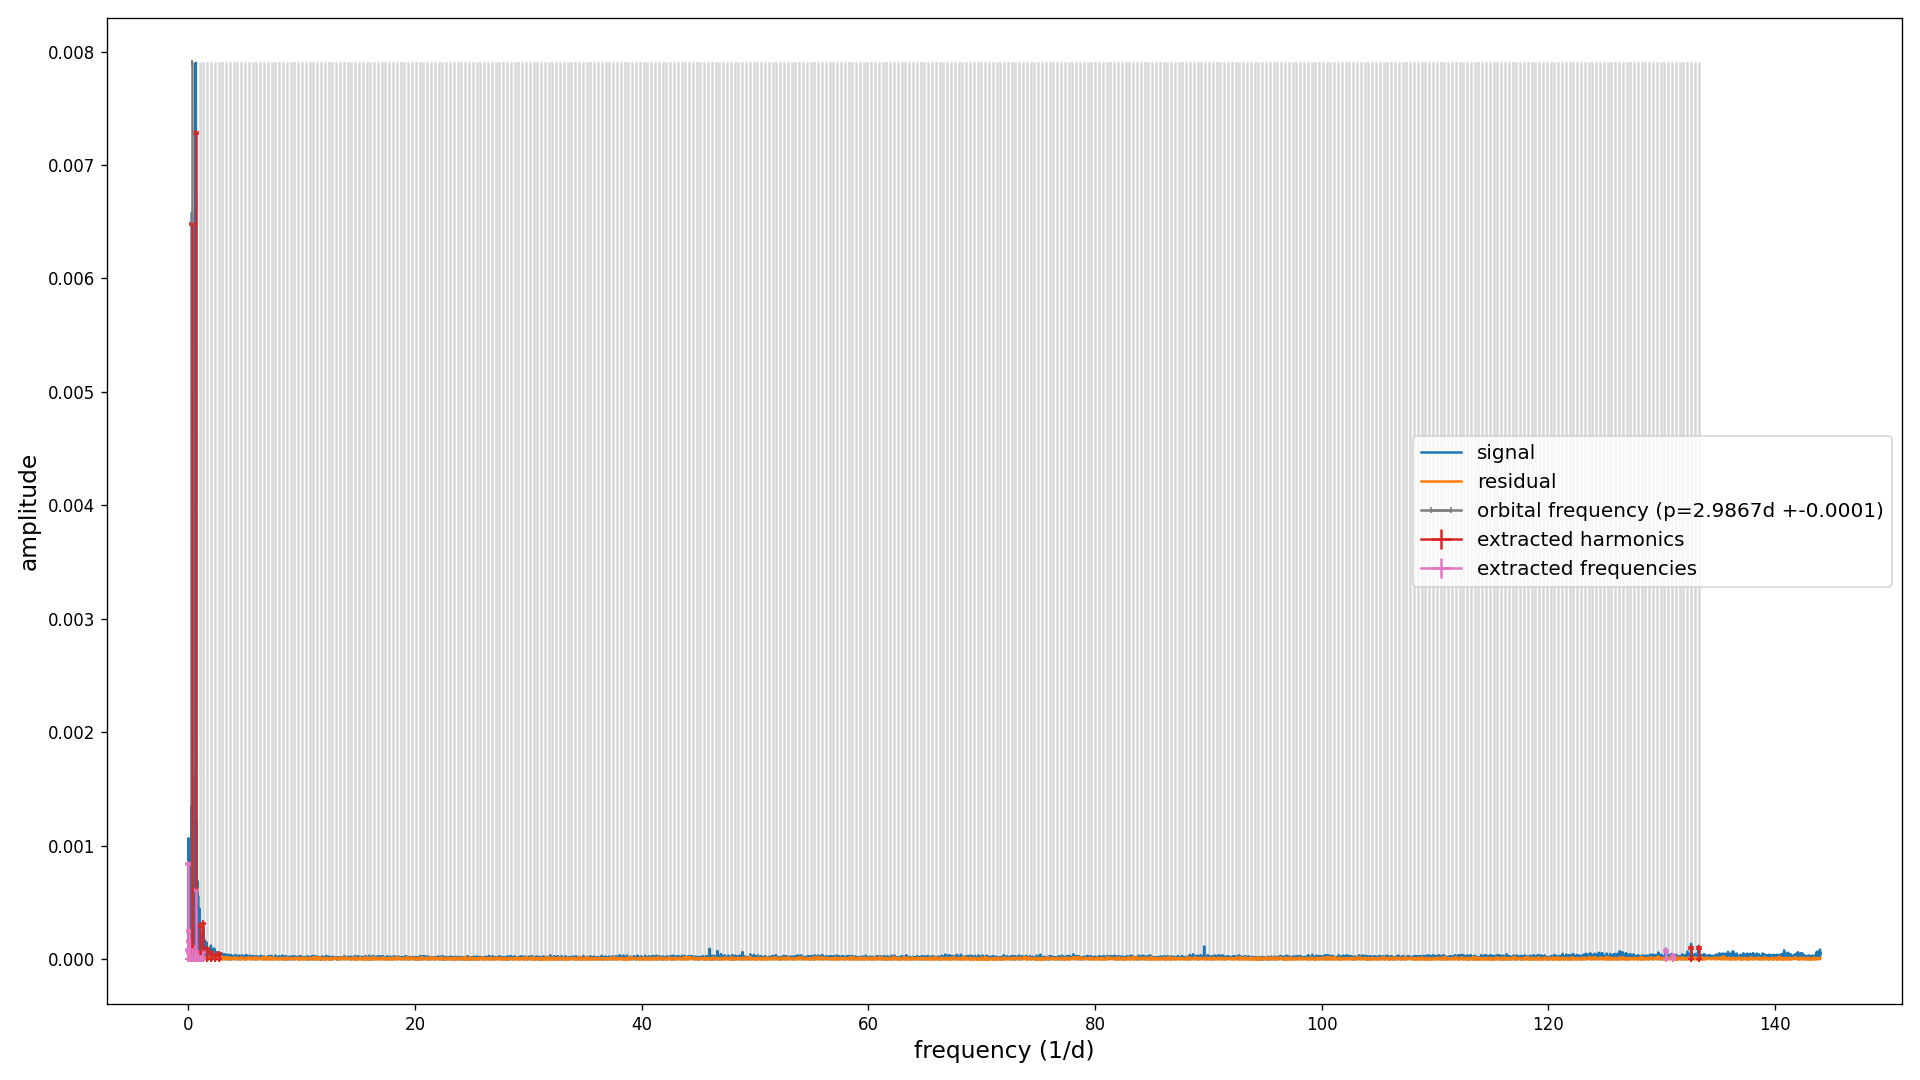 0.008
0.007
0.006
0.005
0.004
0.003
0.002
0.001
0.000
amplitude
signal
residual
orbital frequency (p=2.9867d +-0.0001)
extracted harmonics
extracted frequencies
0 20 40 60 80 100 120 140
frequency (1/d)